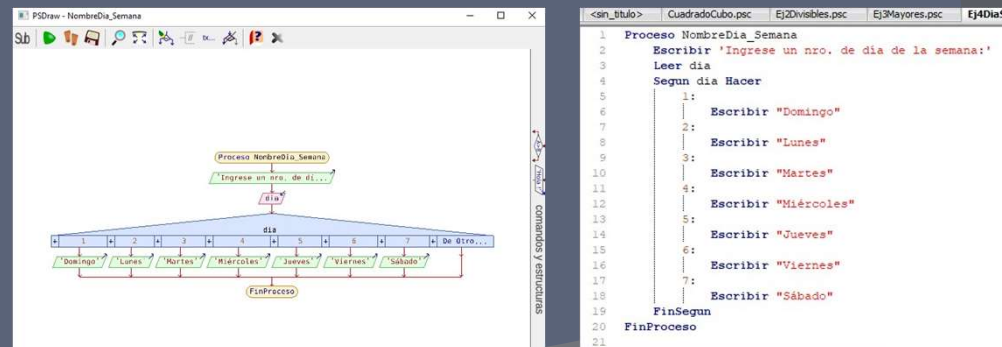 PSDraw - NombreDia_Semana
Sub
Proceso NombreDia_Semana
'Ingrese un nro. de dí...
dia
dia
1 2 3 4 5 6 7 De Otro...
'Domingo' 'Lunes 'Martes' 'Miércoles' Jueves' 'Viernes' 'Sábado'
FinProceso
comandos y estructuras
<sin_titulo> CuadradoCubo.psc Ej2Divisibles.psc Ej3Mayores.psc Ej4DiaS
1 Proceso NombreDia_Semana
2 Escribir 'Ingrese un nro. de día de la semana:'
3 Leer dia
4 Segun dia Hacer
5 1:
6 Escribir "Domingo"
7 2:
8 Escribir "Lunes"
9 3:
10 Escribir "Martes"
11 4:
12 Escribir "Miércoles"
13 5:
14 Escribir "Jueves"
15 6:
16 Escribir "Viernes"
17 7:
18 Escribir "Sábado"
19 FinSegun
20 FinProceso
21